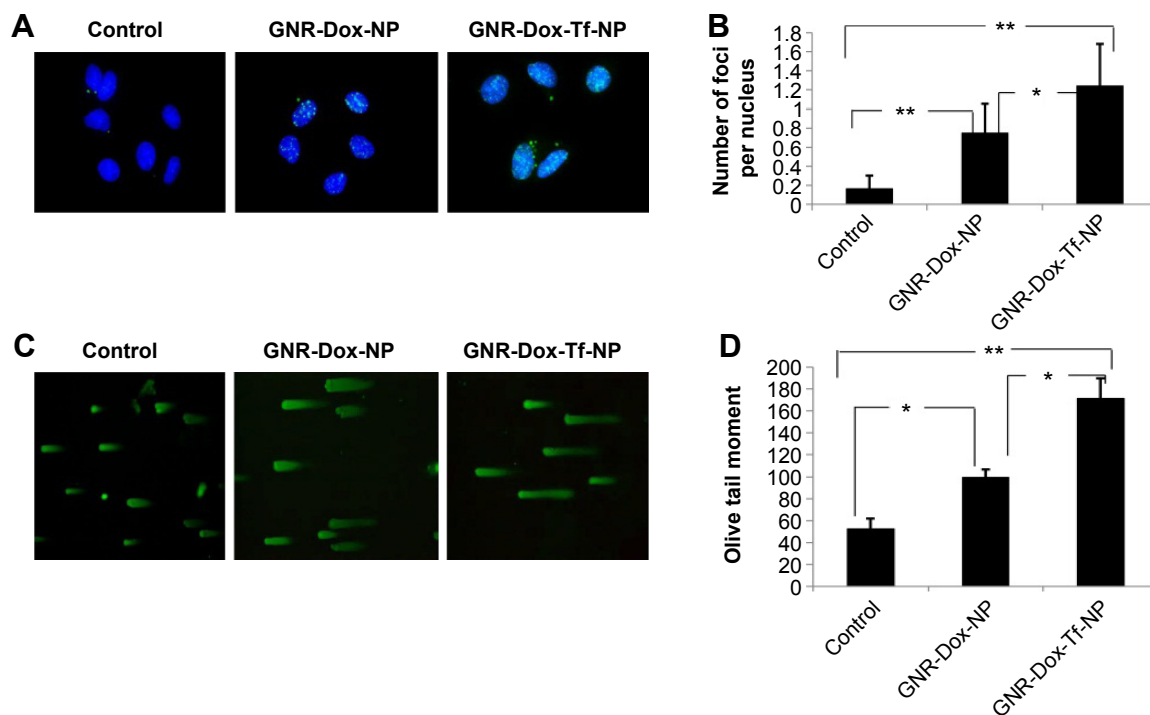 A
Control
GNR-Dox-NP
GNR-Dox-Tf-NP
B
Number of foci
per nucleus
1.8
1.6
1.4
1.2
1
0.8
0.6
0.4
0.2
0
**
**
*
Control
GNR-Dox-NP
GNR-Dox-Tf-NP
C
Control
GNR-Dox-NP
GNR-Dox-Tf-NP
D
Olive tail moment
200
180
160
140
120
100
80
60
40
20
0
**
*
*
Control
GNR-Dox-NP
GNR-Dox-Tf-NP